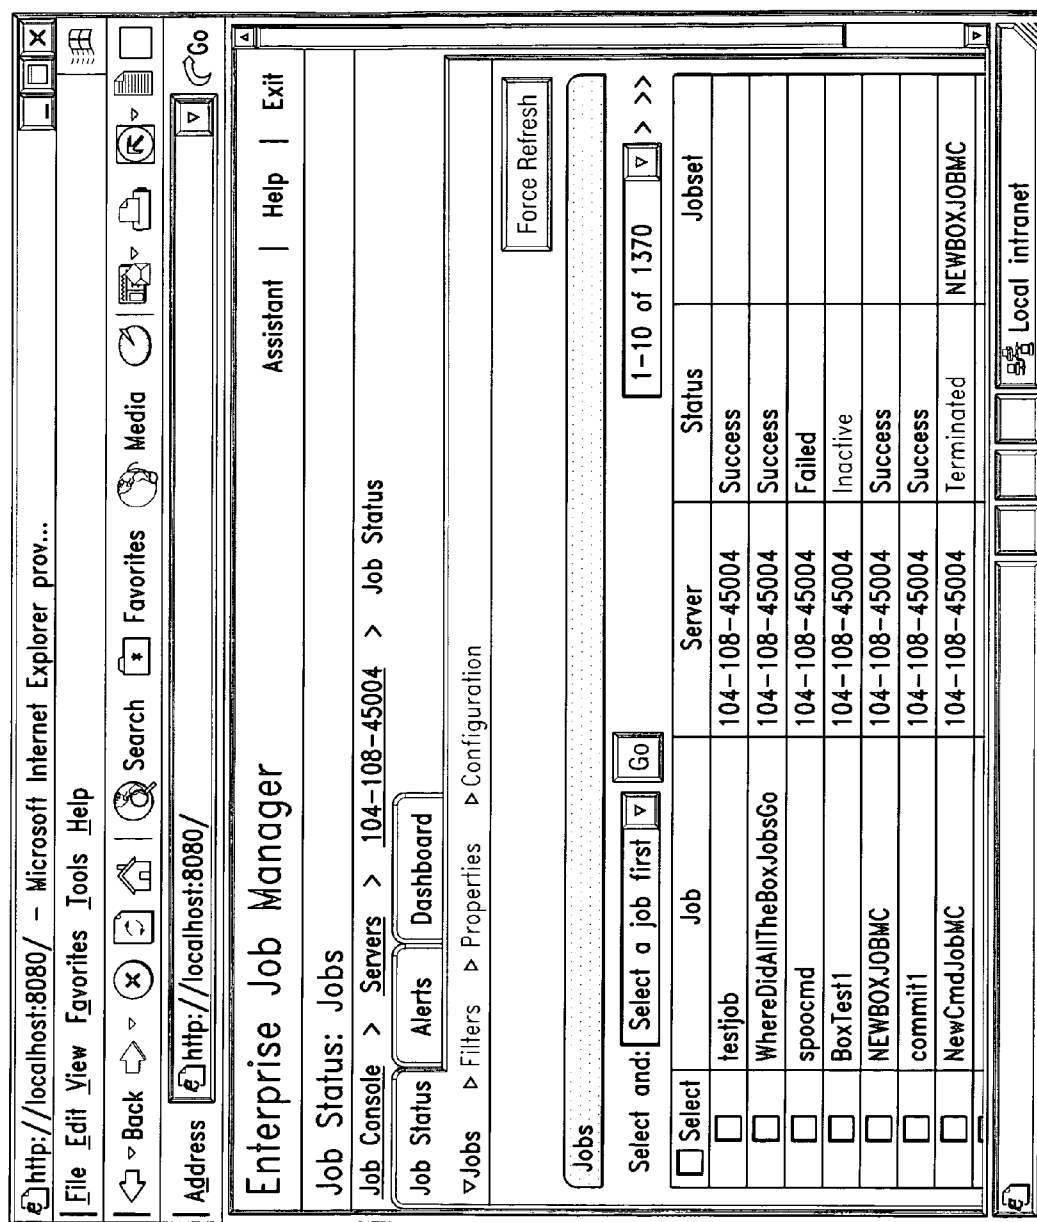 http://localhost:8080/ – Microsoft Internet Explorer prov...
File Edit View Favorites Tools Help
Back Search Favorites Media
Address http://localhost:8080/ Go
Enterprise Job Manager
Assistant | Help | Exit
Job Status: Jobs
Job Console > Servers > 104–108–45004 > Job Status
Job Status Alerts Dashboard
▽Jobs ▷Filters ▷Properties ▷Configuration
Force Refresh
Jobs
Select and: Select a job first Go 1–10 of 1370 > >>
Select Job Server Status Jobset
testjob 104–108–45004 Success
WhereDidAllTheBoxJobsGo 104–108–45004 Success
spoocmd 104–108–45004 Failed
BoxTest1 104–108–45004 Inactive
NEWBOXJOBMC 104–108–45004 Success
commit1 104–108–45004 Success
NewCmdJobMC 104–108–45004 Terminated NEWBOXJOBMC
Local intranet